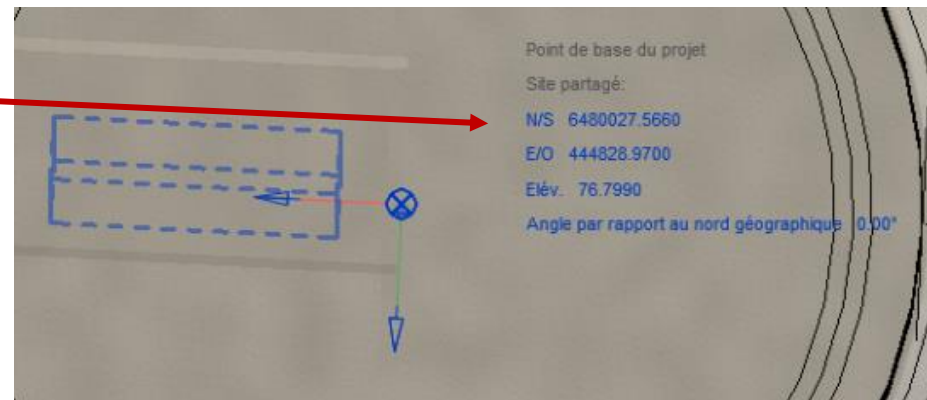 Point de base du projet
Site partagé:
N/S 6480027.5660
E/O 444828.9700
Elév. 76.7990
Angle par rapport au nord géographique 0.00°